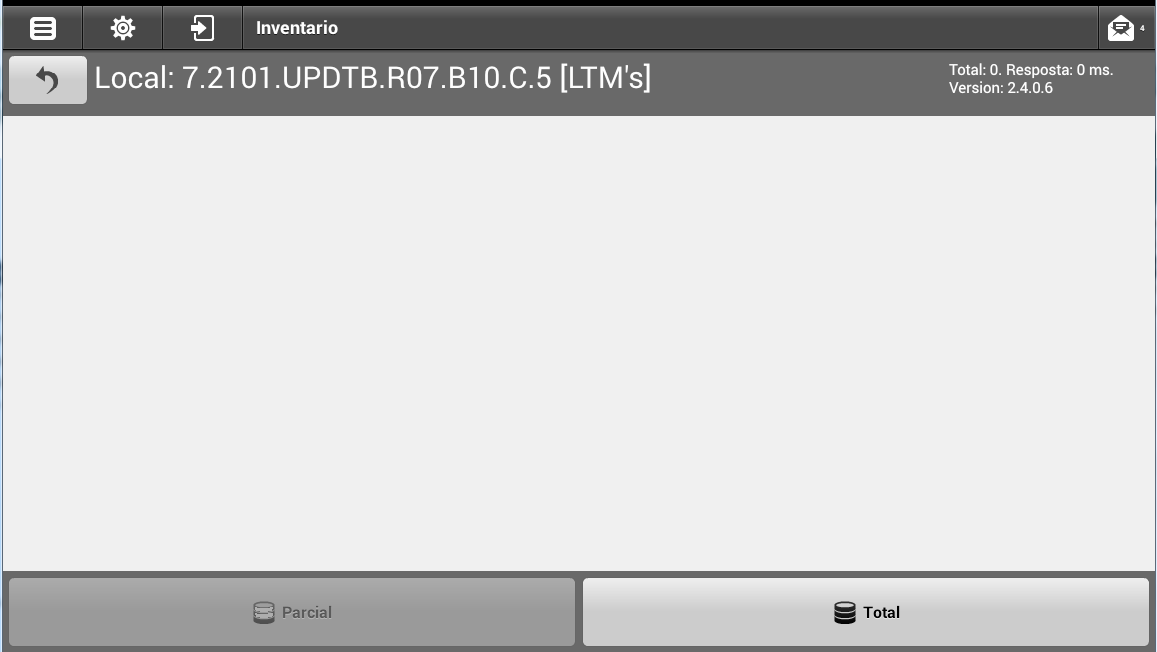 Inventario
4
Local: 7.2101.UPDTB.R07.B10.C.5 [LTM's]
Total: 0. Resposta: 0 ms.
Version: 2.4.0.6
Parcial
Total